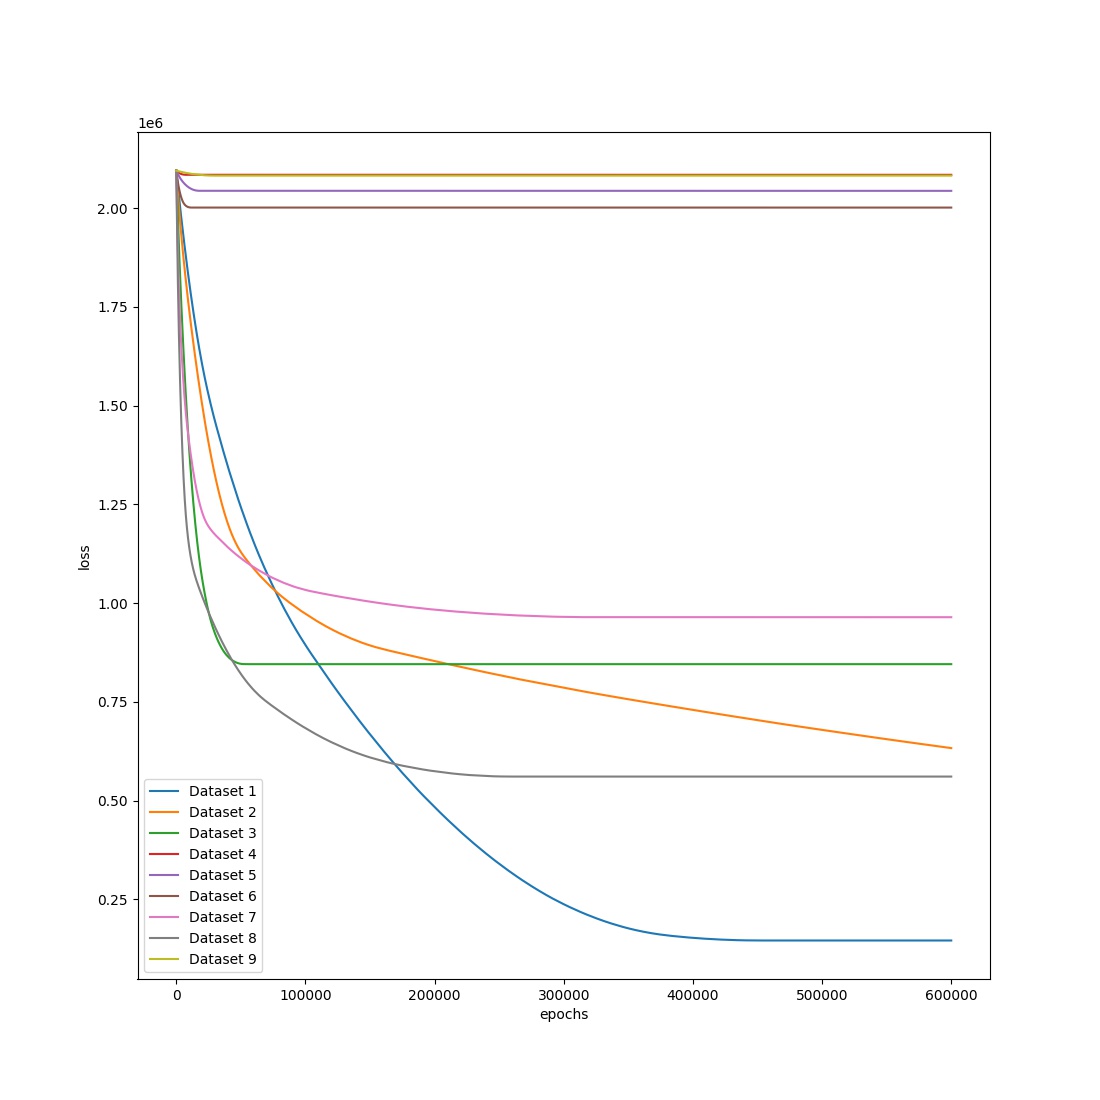 1e6
2.00
1.75
1.50
1.25
1.00
0.75
0.50
0.25
loss
Dataset 1
Dataset 2
Dataset 3
Dataset 4
Dataset 5
Dataset 6
Dataset 7
Dataset 8
Dataset 9
0 100000 200000 300000 400000 500000 600000
epochs